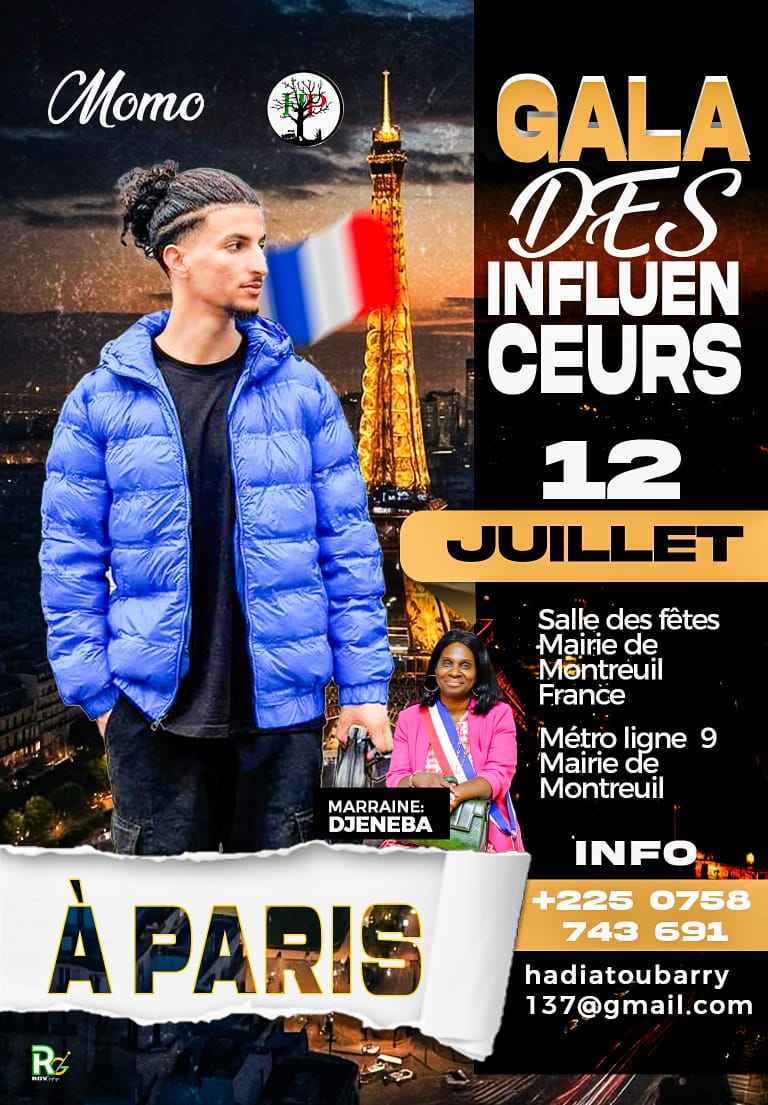 Momo
HP
GALA
DES
INFLUEN
CEURS
12
JUILLET
Salle des fêtes
Mairie de
Montreuil
France
Métro ligne 9
Mairie de
Montreuil
MARRAINE:
DJENEBA
INFO
+225 0758
743 691
hadiatoubarry
137@gmail.com
À PARIS